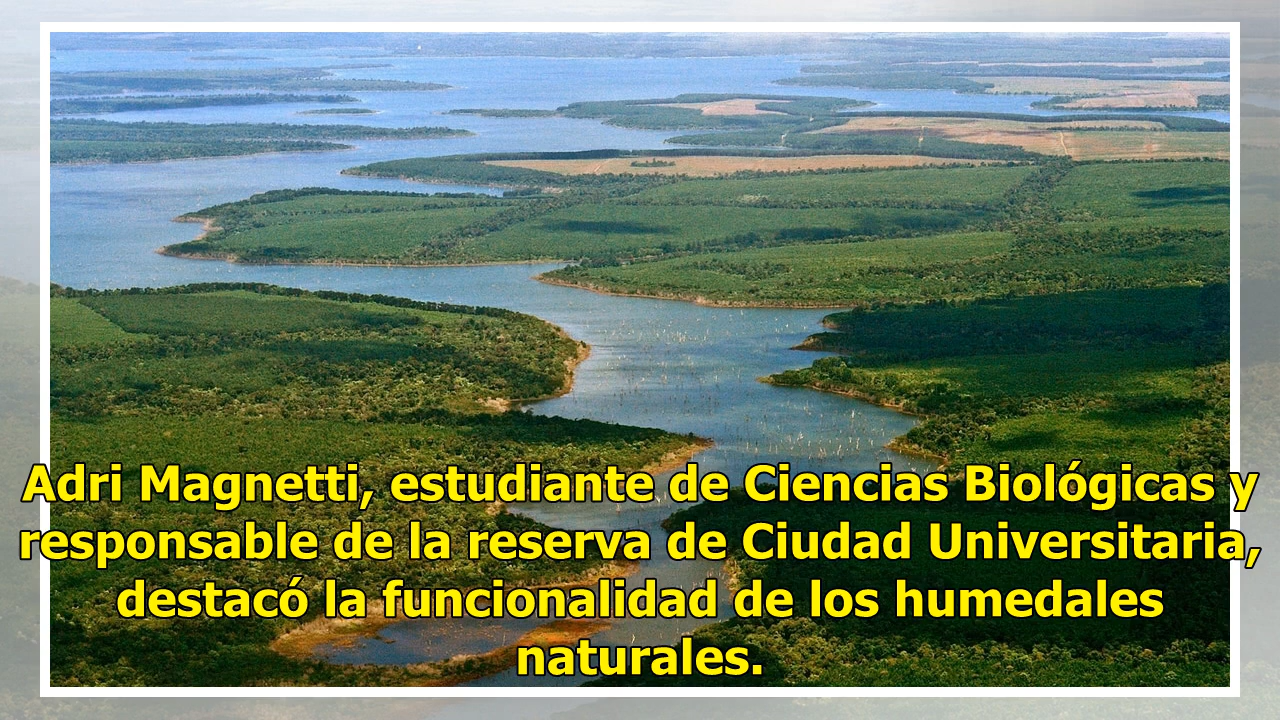 Adri Magnetti, estudiante de Ciencias Biológicas y
responsable de la reserva de Ciudad Universitaria,
destacó la funcionalidad de los humedales
naturales.